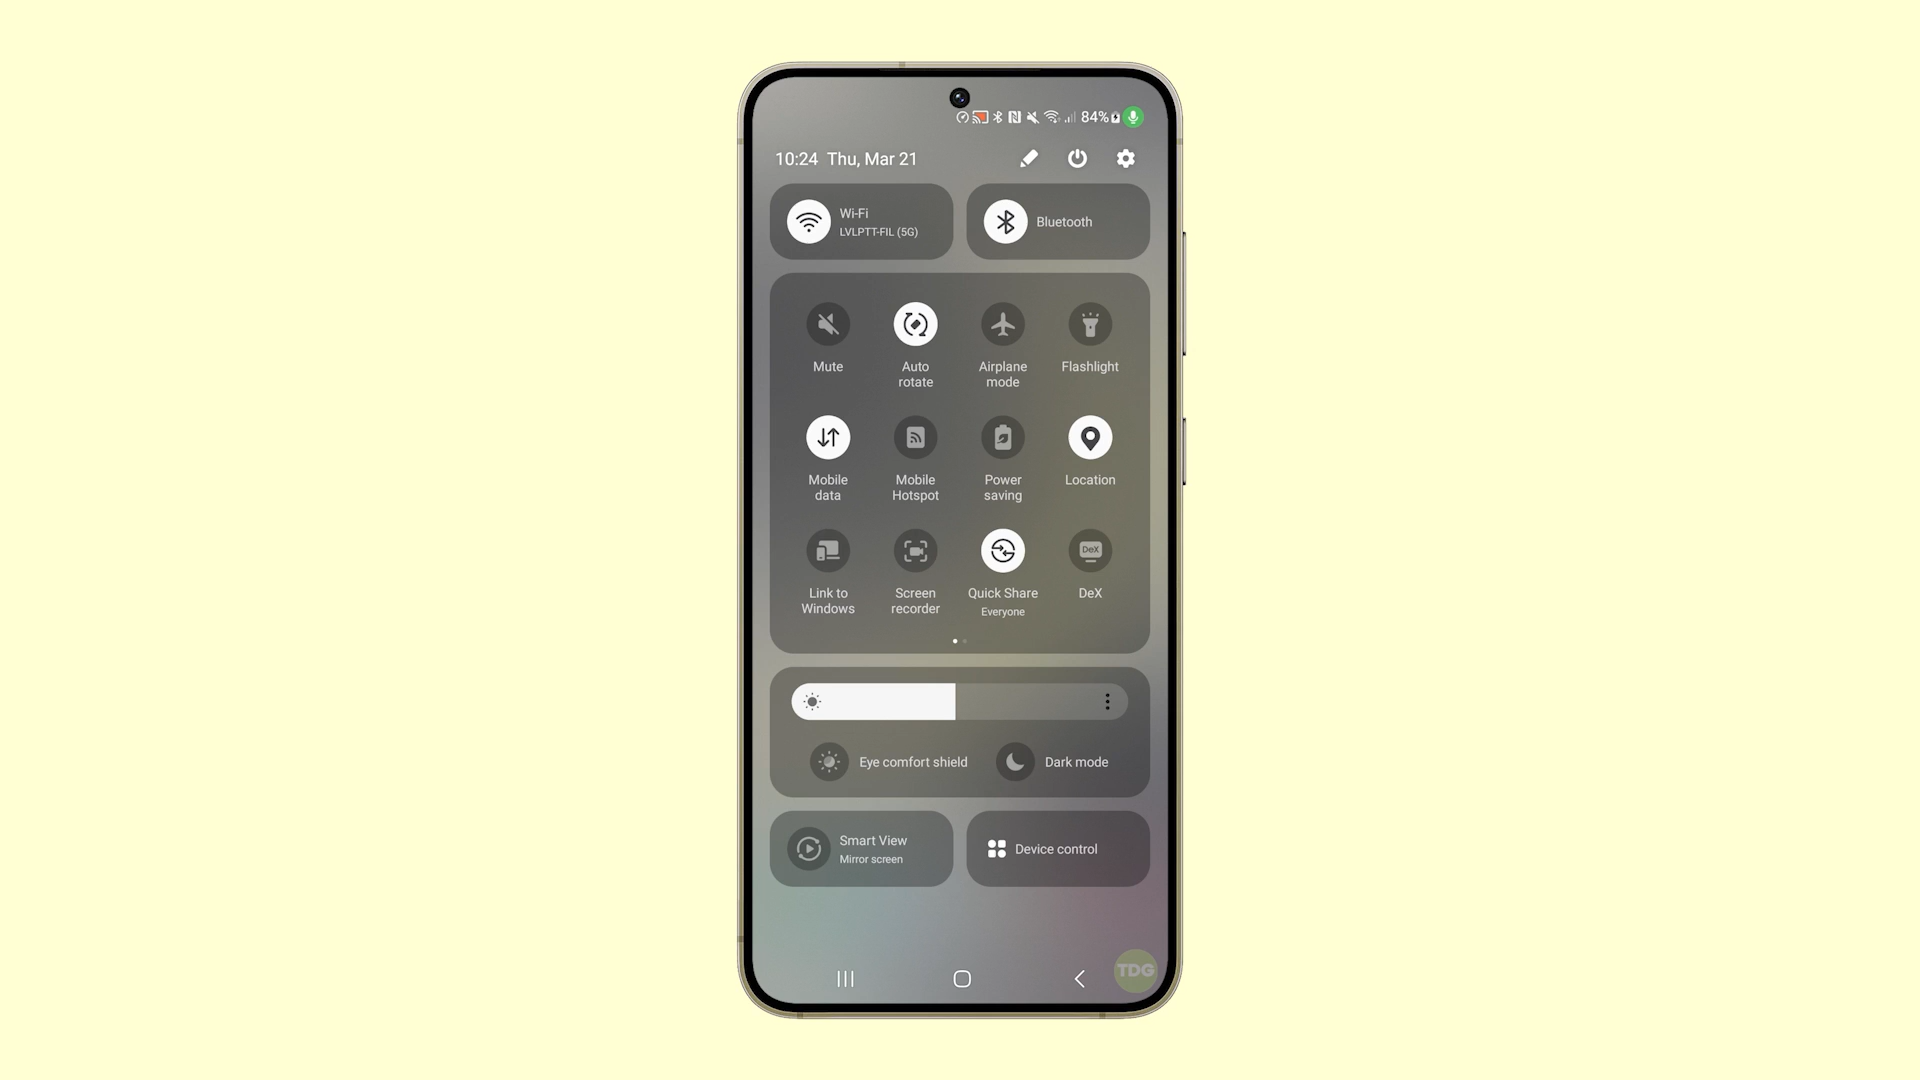 84%
10:24 Thu, Mar 21
Wi-Fi
LVLPTT-FIL (5G)
Bluetooth
Mute
Auto
rotate
Airplane
mode
Flashlight
Mobile
data
Mobile
Hotspot
Power
saving
Location
Link to
Windows
Screen
recorder
Quick Share
Everyone
DeX
DeX
Eye comfort shield
Dark mode
Smart View
Mirror screen
Device control
TDG